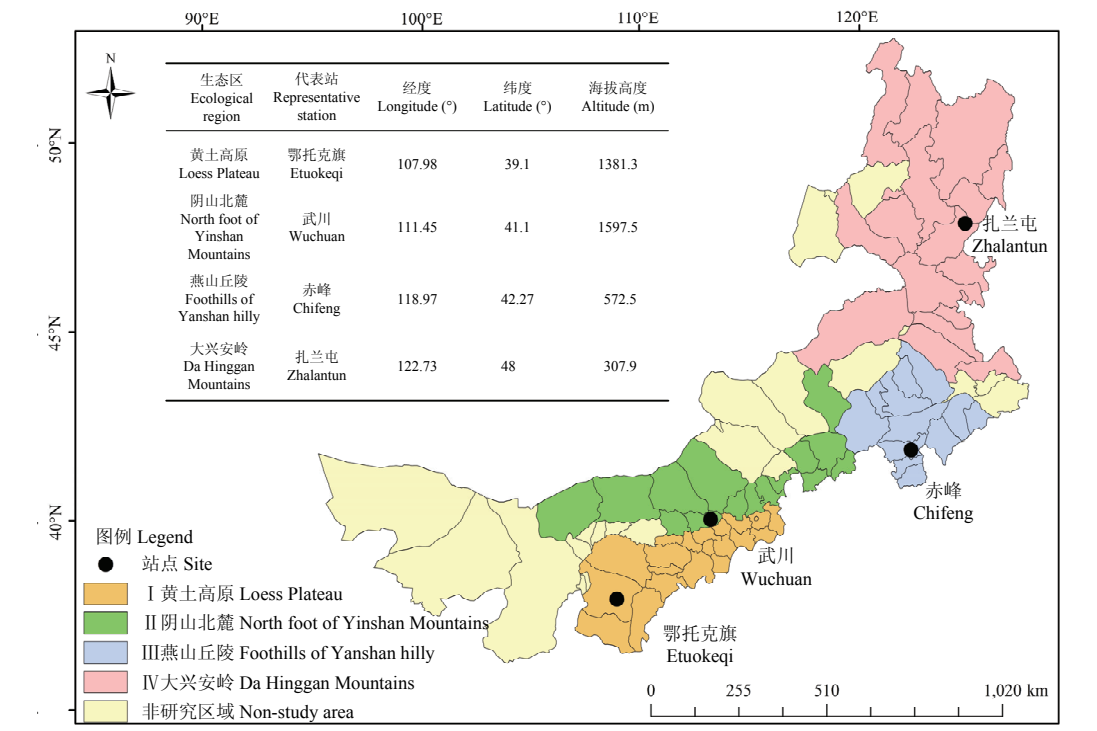 90°E 100°E 110°E 120°E
N
50°N
45°N
40°N
生态区 代表站 经度 纬度 海拔高度
Ecological Representative Longitude (°) Latitude (°) Altitude (m)
region station
黄土高原 鄂托克旗 107.98 39.1 1381.3
Loess Plateau Etuokeqi
阴山北麓
North foot of 武川 111.45 41.1 1597.5
Yinshan Wuchuan
Mountains
燕山丘陵 赤峰 118.97 42.27 572.5
Foothills of Chifeng
Yanshan hilly
大兴安岭 扎兰屯 122.73 48 307.9
Da Hinggan Zhalantun
Mountains
扎兰屯
Zhalantun
赤峰
Chifeng
武川
Wuchuan
鄂托克旗
Etuokeqi
图例 Legend
站点 Site
Ⅰ黄土高原 Loess Plateau
Ⅱ阴山北麓 North foot of Yinshan Mountains
Ⅲ燕山丘陵 Foothills of Yanshan hilly
Ⅳ大兴安岭 Da Hinggan Mountains
非研究区域 Non-study area
0 255 510 1,020 km